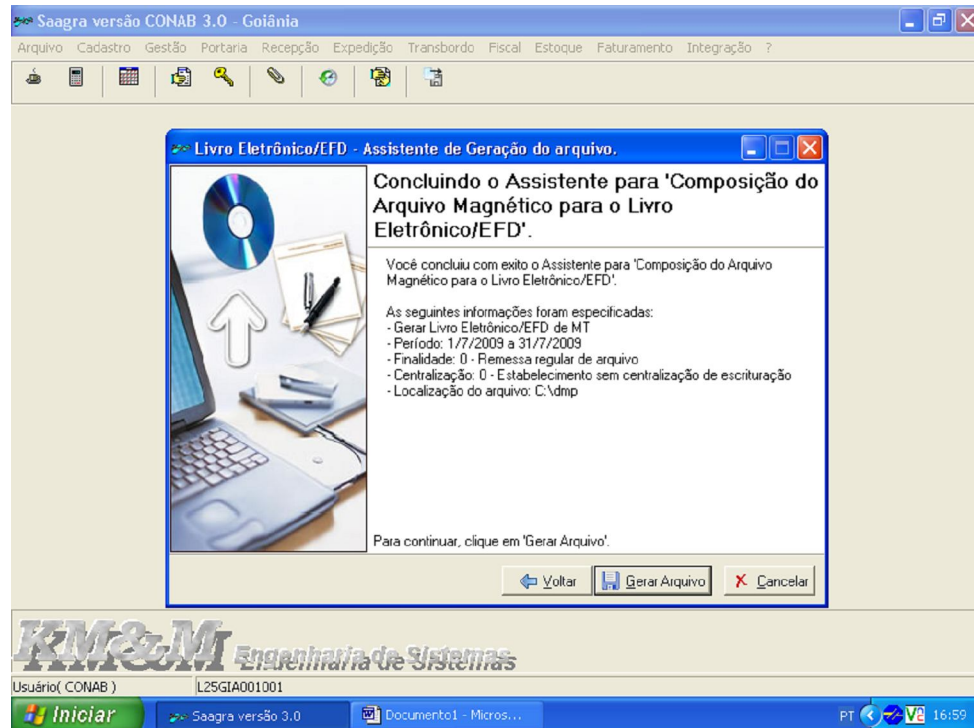 Saagra versão CONAB 3.0 - Goiânia
Arquivo Cadastro Gestão Portaria Recepção Expedição Transbordo Fiscal Estoque Faturamento Integração ?
Livro Eletrônico/EFD - Assistente de Geração do arquivo.
Concluindo o Assistente para 'Composição do
Arquivo Magnético para o Livro
Eletrônico/EFD'.
Você concluiu com exito o Assistente para 'Composição do Arquivo
Magnético para o Livro Eletrônico/EFD'.
As seguintes informações foram especificadas:
- Gerar Livro Eletrônico/EFD de MT
- Período: 1/7/2009 a 31/7/2009
- Finalidade: 0 - Remessa regular de arquivo
- Centralização: 0 - Estabelecimento sem centralização de escrituração
- Localização do arquivo: C:\dmp
Para continuar, clique em 'Gerar Arquivo'.
Voltar Gerar Arquivo Cancelar
KM&M Engenharia de Sistemas
Usuário( CONAB ) L25GIA001001
Iniciar Saagra versão 3.0 Documento1 - Micros... PT 16:59